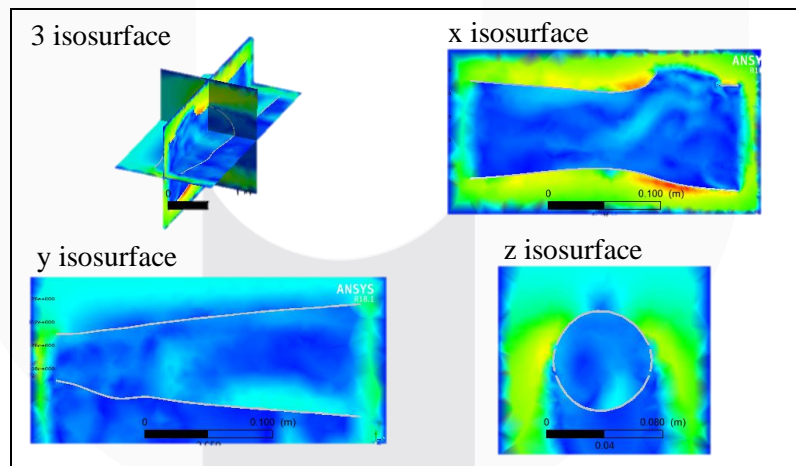 3 isosurface
x isosurface
ANSYS
0
0.100 (m)
y isosurface
z isosurface
ANSYS
R18.1
0
0.100 (m)
0
0.080 (m)
0.04